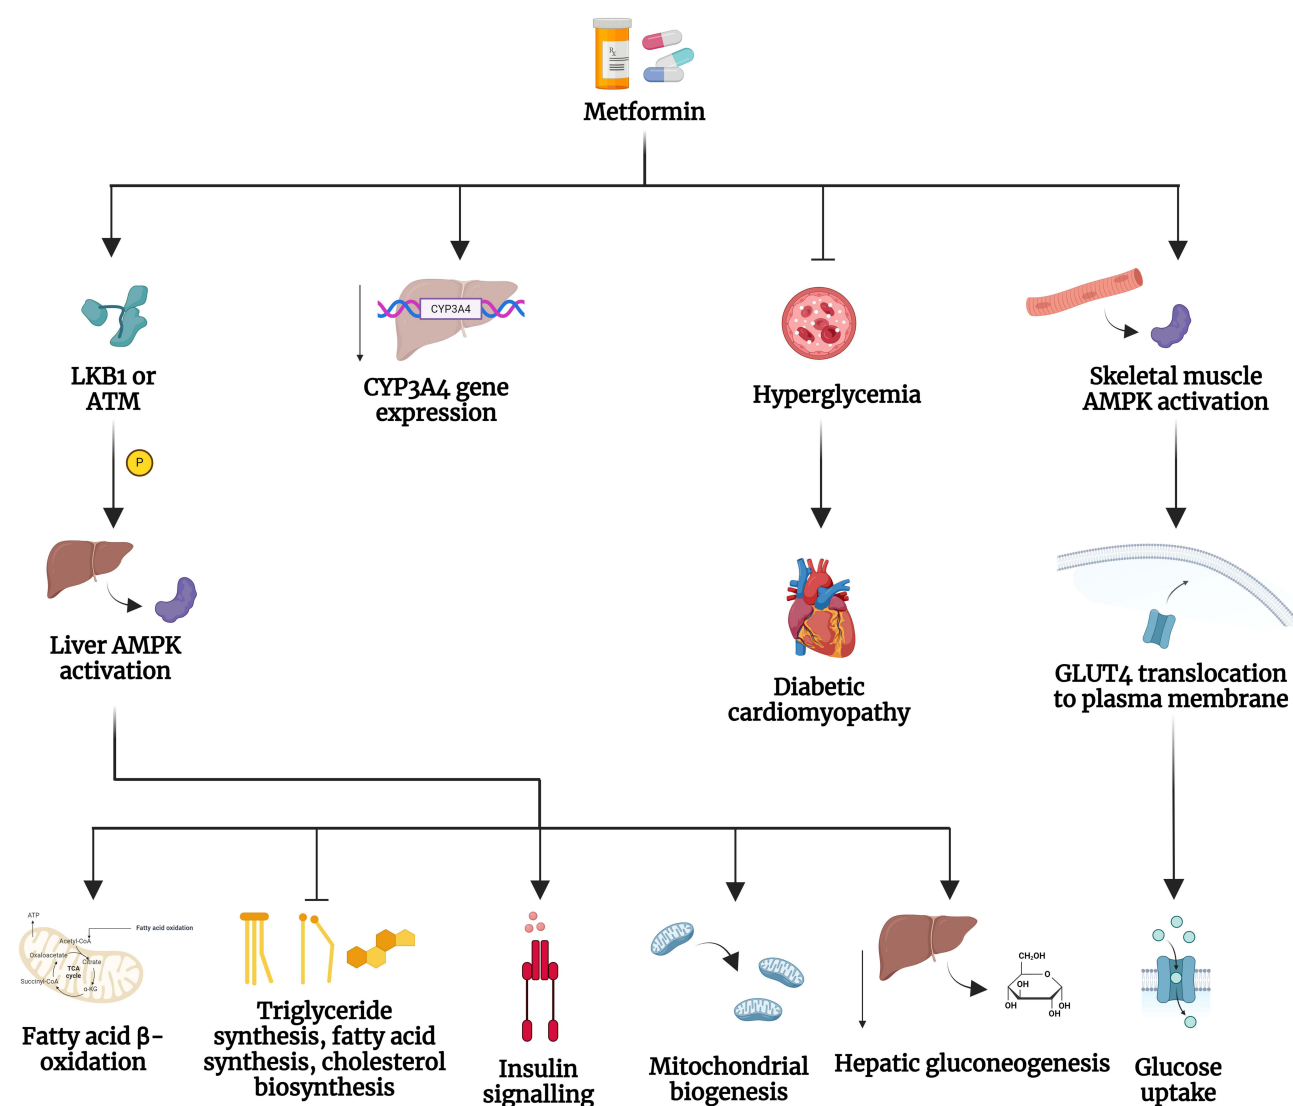 Rx
Metformin
CYP3A4
LKB1 or
ATM
CYP3A4 gene
expression
Hyperglycemia
Skeletal muscle
AMPK activation
P
Liver AMPK
activation
Diabetic
cardiomyopathy
GLUT4 translocation
to plasma membrane
ATP
Fatty acid oxidation
Acetyl-CoA
Oxaloacetate
Citrate
TCA
cycle
Succinyl-CoA
α-KG
Fatty acid β-
oxidation
Triglyceride
synthesis, fatty acid
synthesis, cholesterol
biosynthesis
Insulin
signalling
Mitochondrial
biogenesis
CH₂OH
O
OH
OH
OH
OH
Hepatic gluconeogenesis
Glucose
uptake